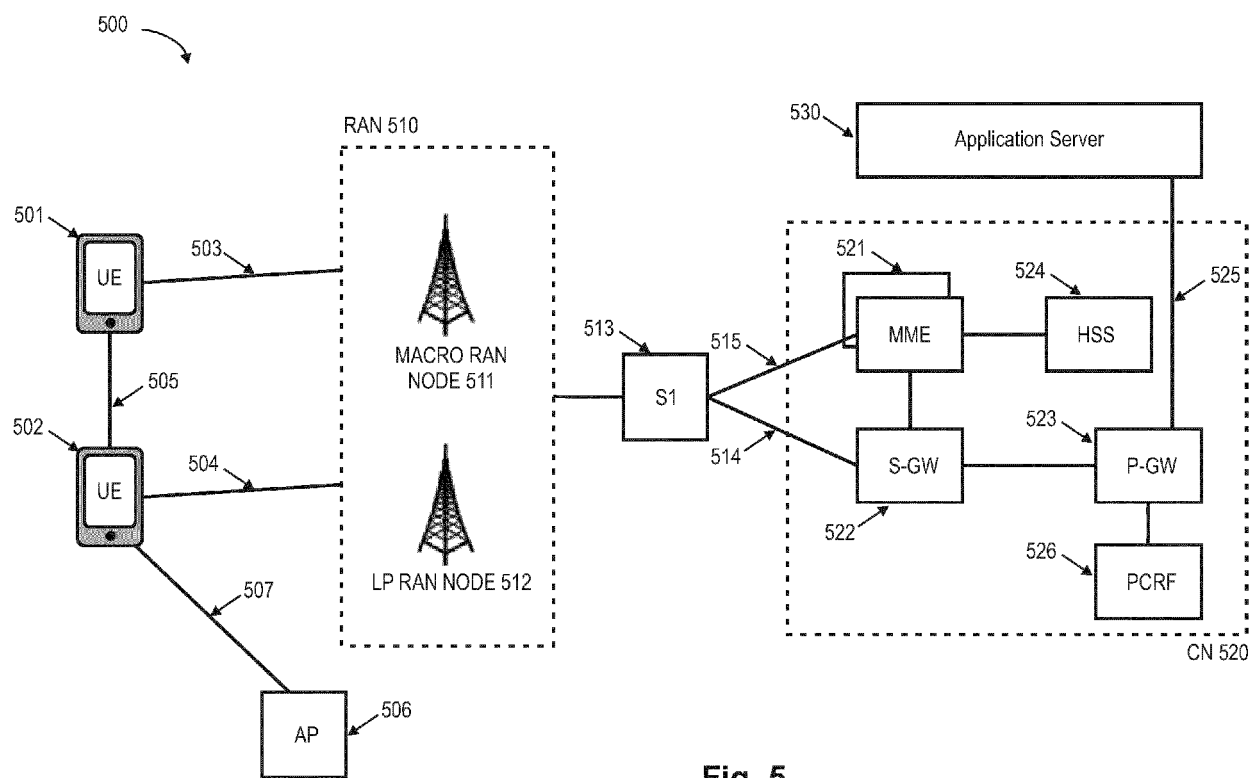 500
530
Application Server
RAN 510
501
UE
503
521
524
525
MME
HSS
513
515
MACRO RAN
NODE 511
S1
505
502
UE
504
514
523
S-GW
P-GW
522
LP RAN NODE 512
526
PCRF
507
CN 520
AP
506
Fig. 5